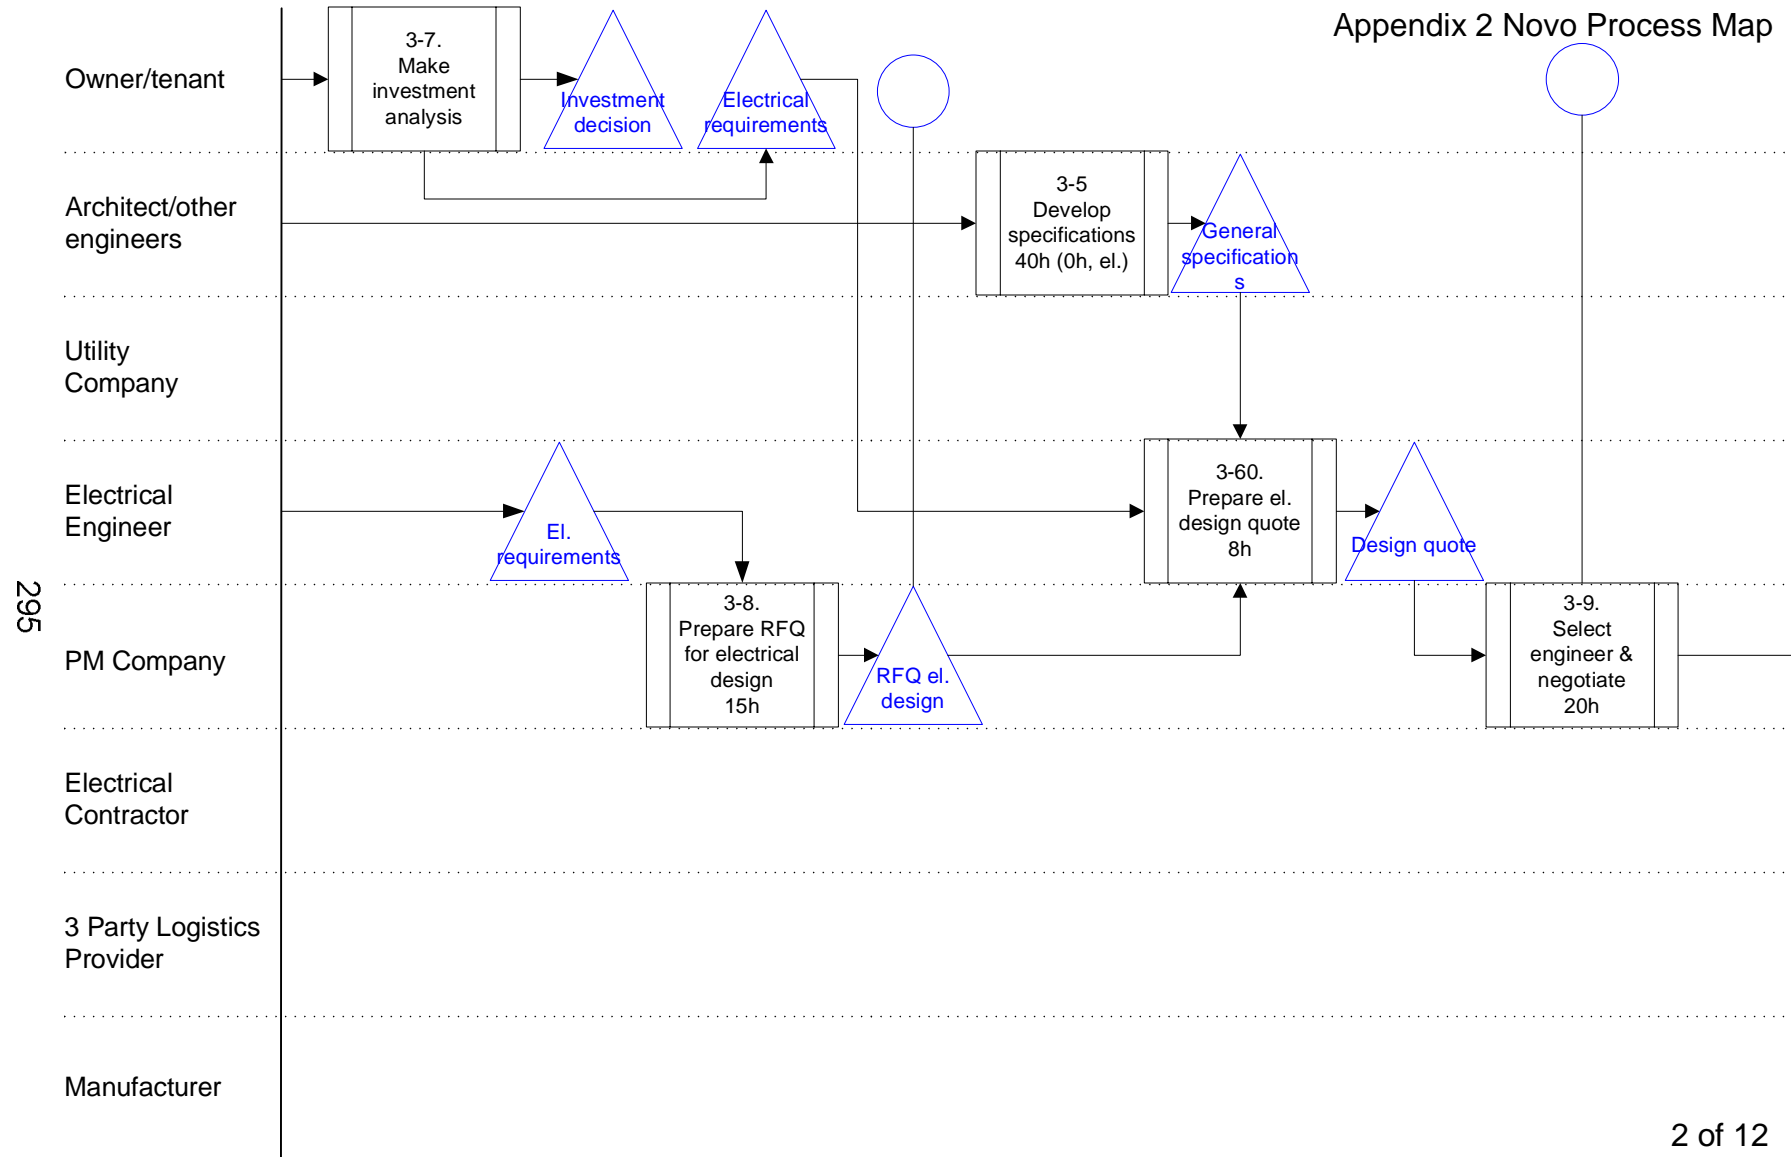 Appendix 2 Novo Process Map
Owner/tenant
3-7.
Make
investment
analysis
Investment
decision
Electrical
requirements
Architect/other
engineers
3-5
Develop
specifications
40h (0h, el.)
General
specification
s
Utility
Company
Electrical
Engineer
El.
requirements
3-60.
Prepare el.
design quote
8h
Design quote
295
PM Company
3-8.
Prepare RFQ
for electrical
design
15h
RFQ el.
design
3-9.
Select
engineer &
negotiate
20h
Electrical
Contractor
3 Party Logistics
Provider
Manufacturer
2 of 12